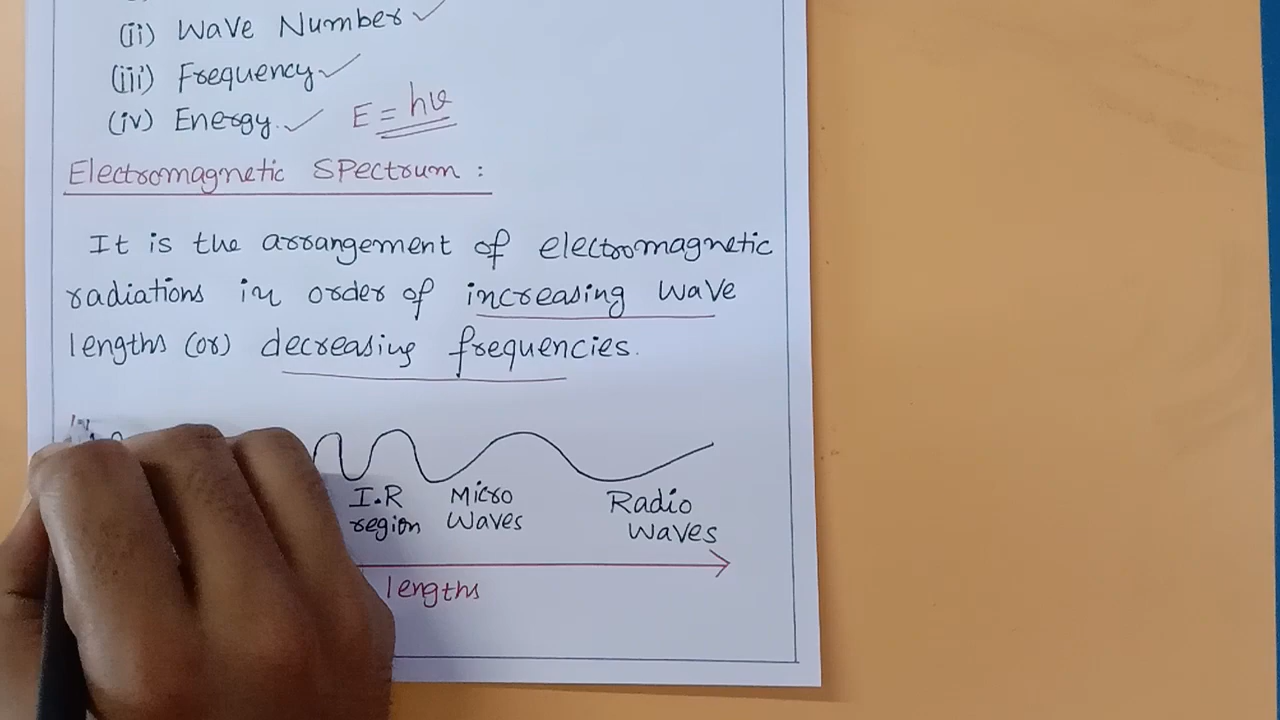 (ii) Wave Number ✓
(iii) Frequency ✓
(iv) Energy. ✓ E = hν
Electromagnetic Spectrum :
It is the arrangement of electromagnetic
radiations in order of increasing wave
lengths (or) decreasing frequencies.
I.R Micro Radio
region Waves Waves
lengths